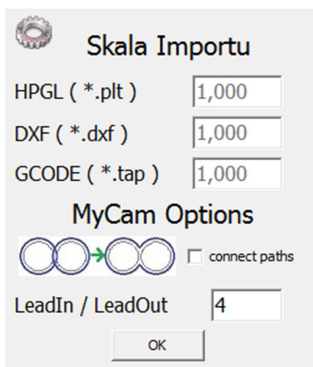 Skala Importu
HPGL ( *.plt ) 1,000
DXF ( *.dxf ) 1,000
GCODE ( *.tap ) 1,000
MyCam Options
connect paths
LeadIn / LeadOut 4
OK